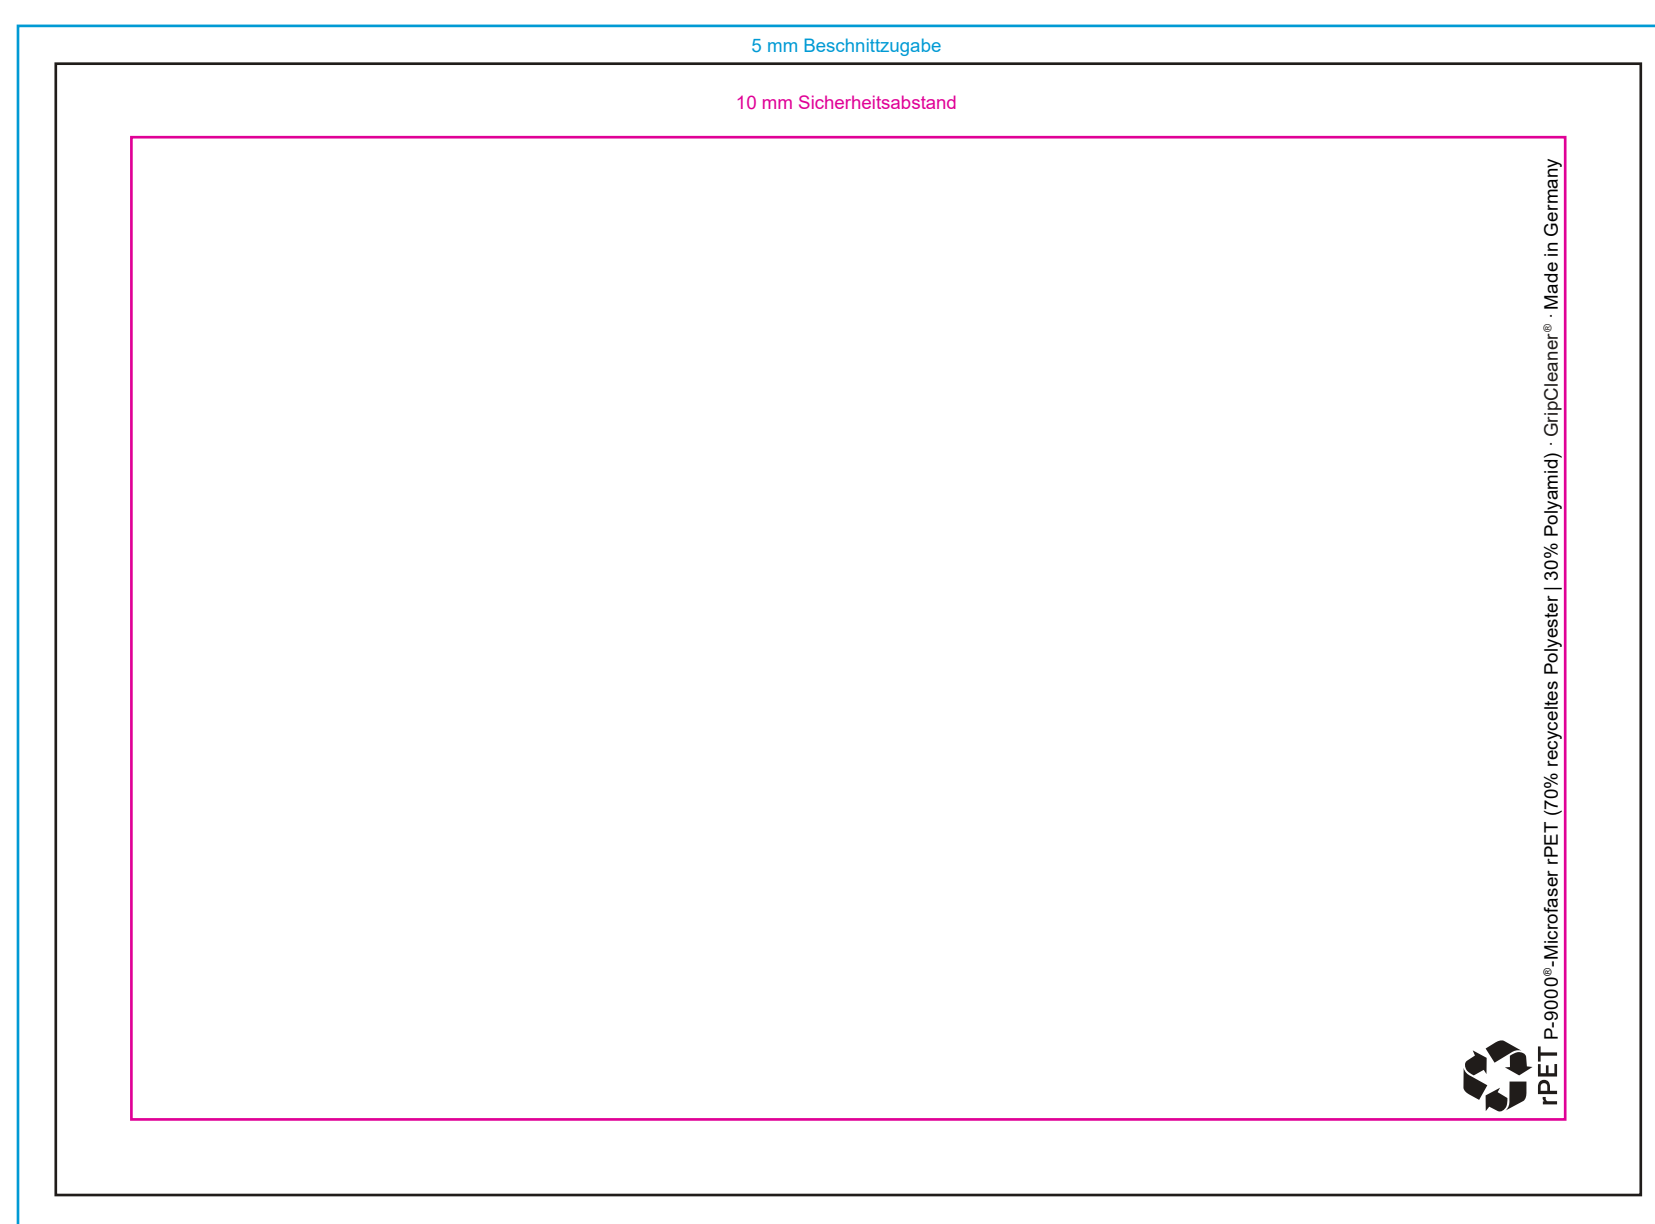 5 mm Beschnittzugabe
10 mm Sicherheitsabstand
rPET P-9000®-Microfaser rPET (70% recyceltes Polyester | 30% Polyamid) · GripCleaner® · Made in Germany